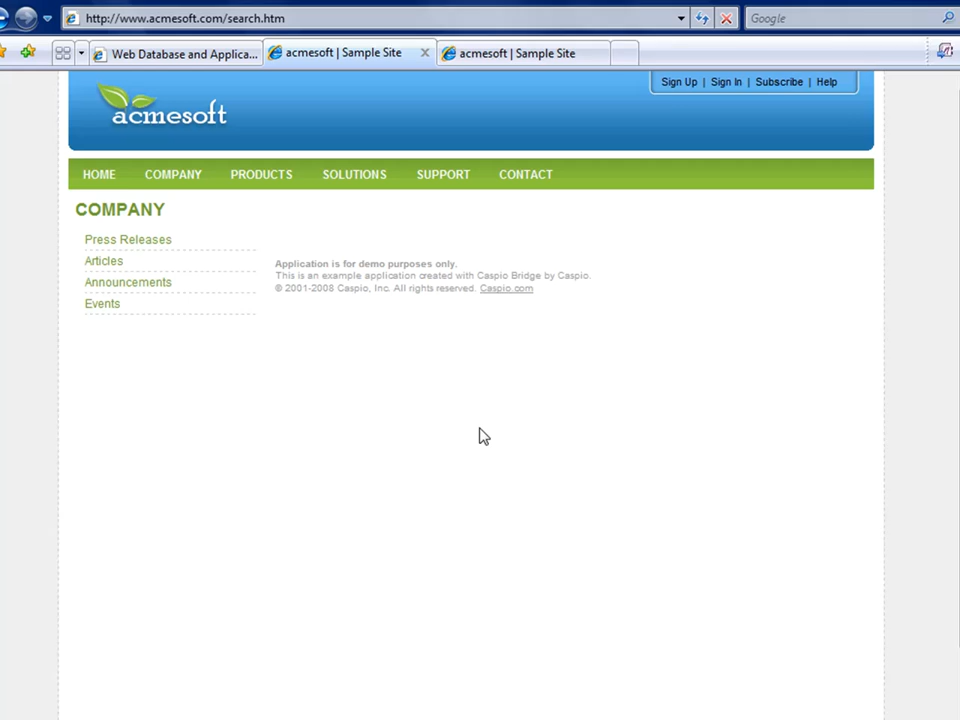 http://www.acmesoft.com/search.htm
Google
Web Database and Applica...
acmesoft | Sample Site
acmesoft | Sample Site
Sign Up | Sign In | Subscribe | Help
acmesoft
HOME COMPANY PRODUCTS SOLUTIONS SUPPORT CONTACT
COMPANY
Press Releases
Articles
Announcements
Events
Application is for demo purposes only.
This is an example application created with Caspio Bridge by Caspio.
© 2001-2008 Caspio, Inc. All rights reserved. Caspio.com